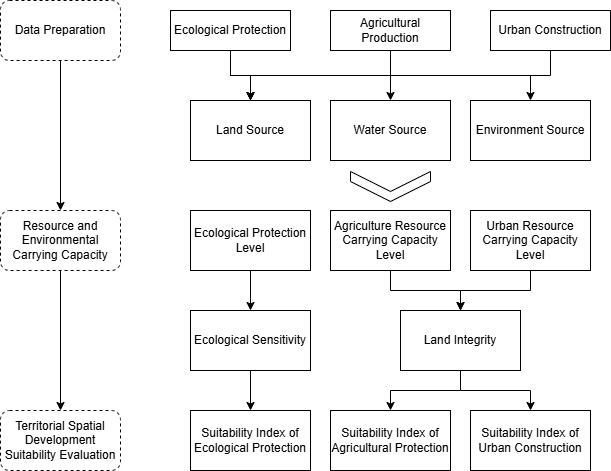 Data Preparation
Ecological Protection
Agricultural
Production
Urban Construction
Land Source
Water Source
Environment Source
Resource and
Environmental
Carrying Capacity
Ecological Protection
Level
Agriculture Resource
Carrying Capacity
Level
Urban Resource
Carrying Capacity
Level
Ecological Sensitivity
Land Integrity
Territorial Spatial
Development
Suitability Evaluation
Suitability Index of
Ecological Protection
Suitability Index of
Agricultural Protection
Suitability Index of
Urban Construction